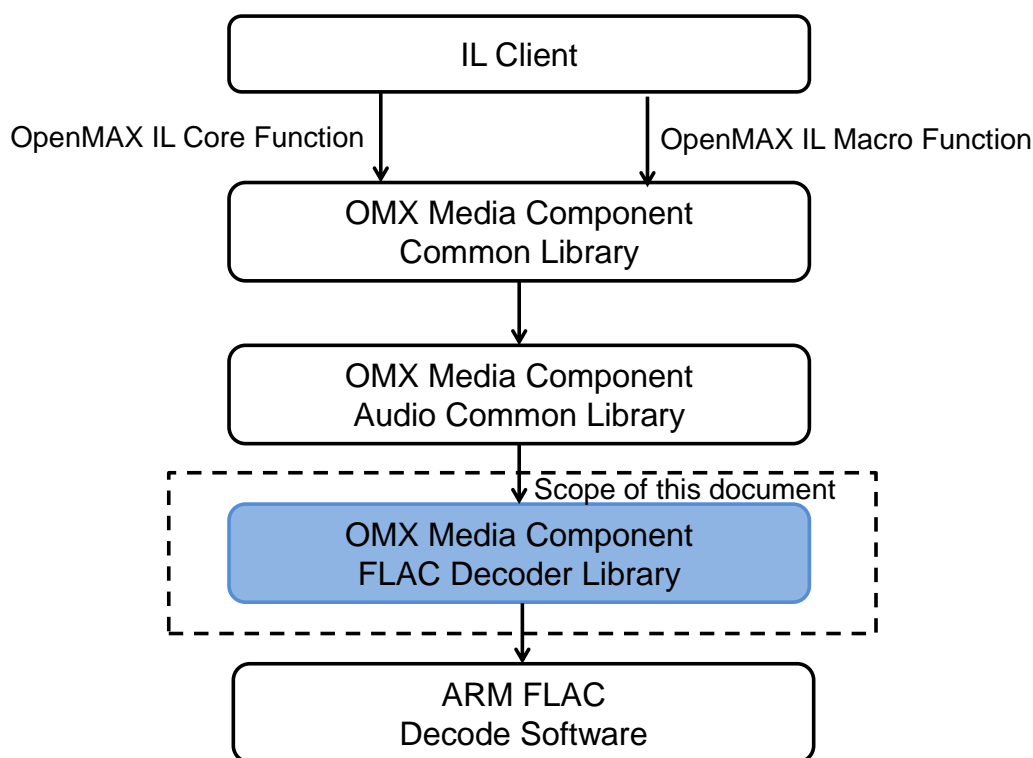 IL Client
OpenMAX IL Core Function
OpenMAX IL Macro Function
OMX Media Component
Common Library
OMX Media Component
Audio Common Library
Scope of this document
OMX Media Component
FLAC Decoder Library
ARM FLAC
Decode Software